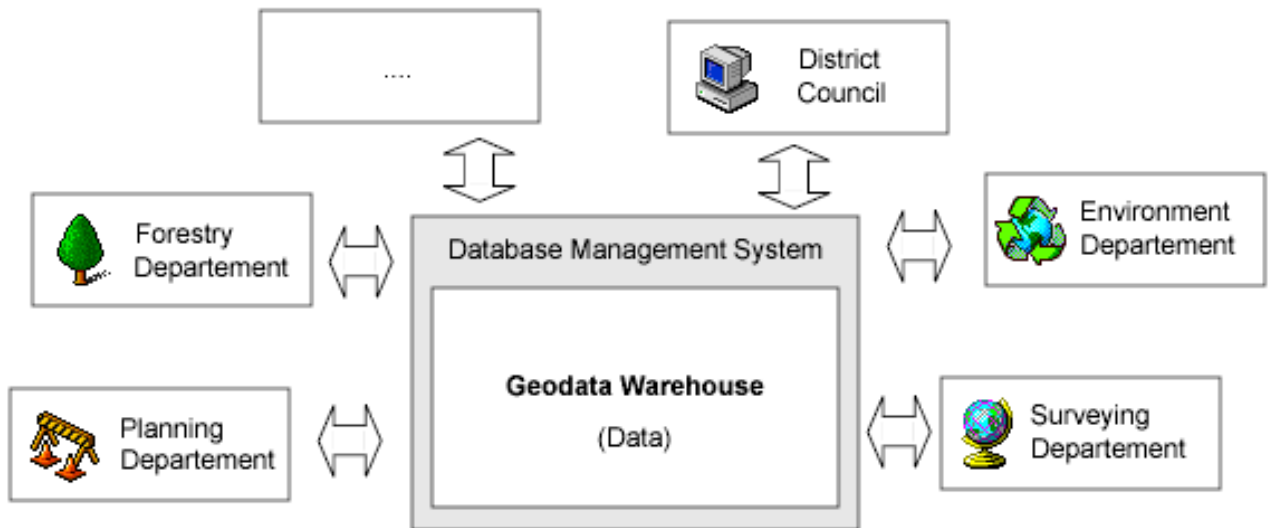 ....
District
Council
Forestry
Departement
Database Management System
Environment
Departement
Geodata Warehouse
(Data)
Planning
Departement
Surveying
Departement